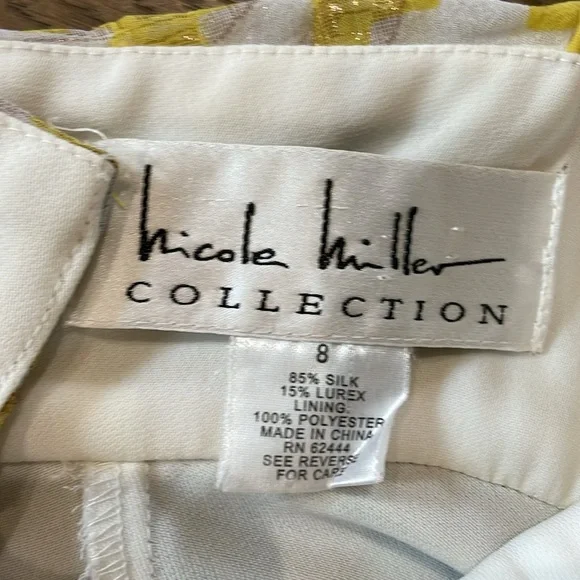 nicole miller
COLLECTION
8
85% SILK
15% LUREX
LINING:
100% POLYESTER
MADE IN CHINA
RN 62444
SEE REVERSE
FOR CARE